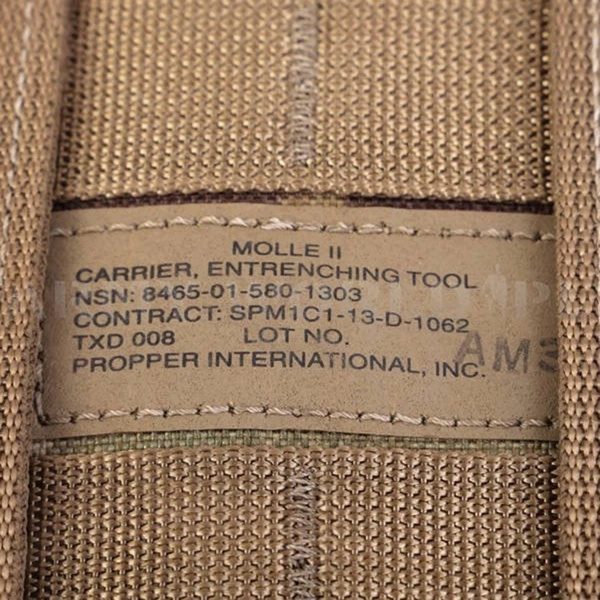 MOLLE II
CARRIER, ENTRENCHING TOOL
NSN: 8465-01-580-1303
CONTRACT: SPM1C1-13-D-1062
TXD 008 LOT NO.
AM3
PROPPER INTERNATIONAL, INC.